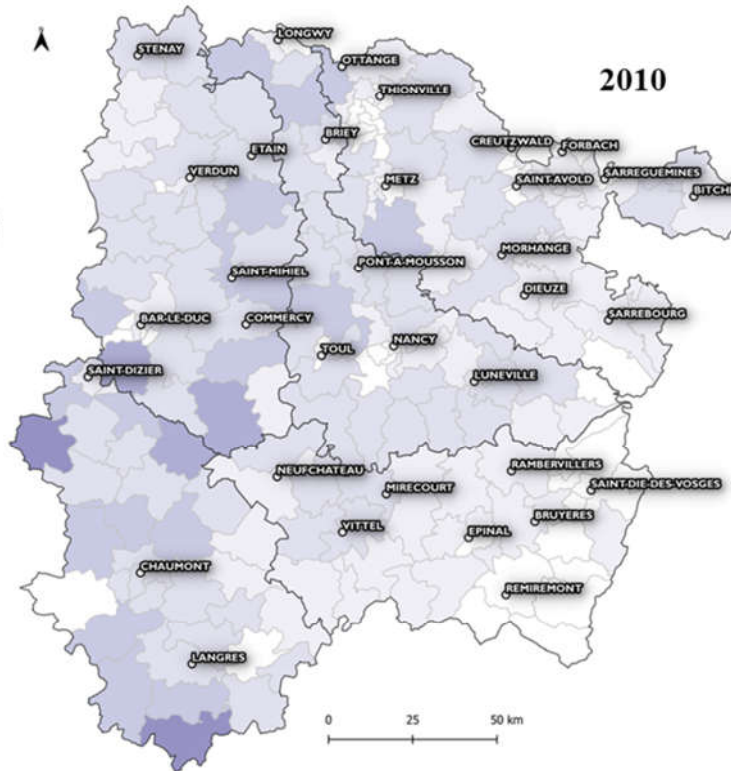 LONGWY
STENAY
OTTANGE
2010
THIONVILLE
BRIEY
CREUTZWALD
FORBACH
ETAIN
VERDUN
METZ
SAINT-AVOLD
SARREGUEMINES
BITCHE
MORHANGE
PONT-A-MOUSSON
SAINT-MIHIEL
DIEUZE
BAR-LE-DUC
COMMERCY
SARREBOURG
NANCY
TOUL
SAINT-DIZIER
LUNEVILLE
NEUFCHATEAU
RAMBERVILLERS
MIRECOURT
SAINT-DIE-DES-VOSGES
BRUYERES
VITTEL
EPINAL
CHAUMONT
REMIREMONT
LANGRES
0 25 50 km